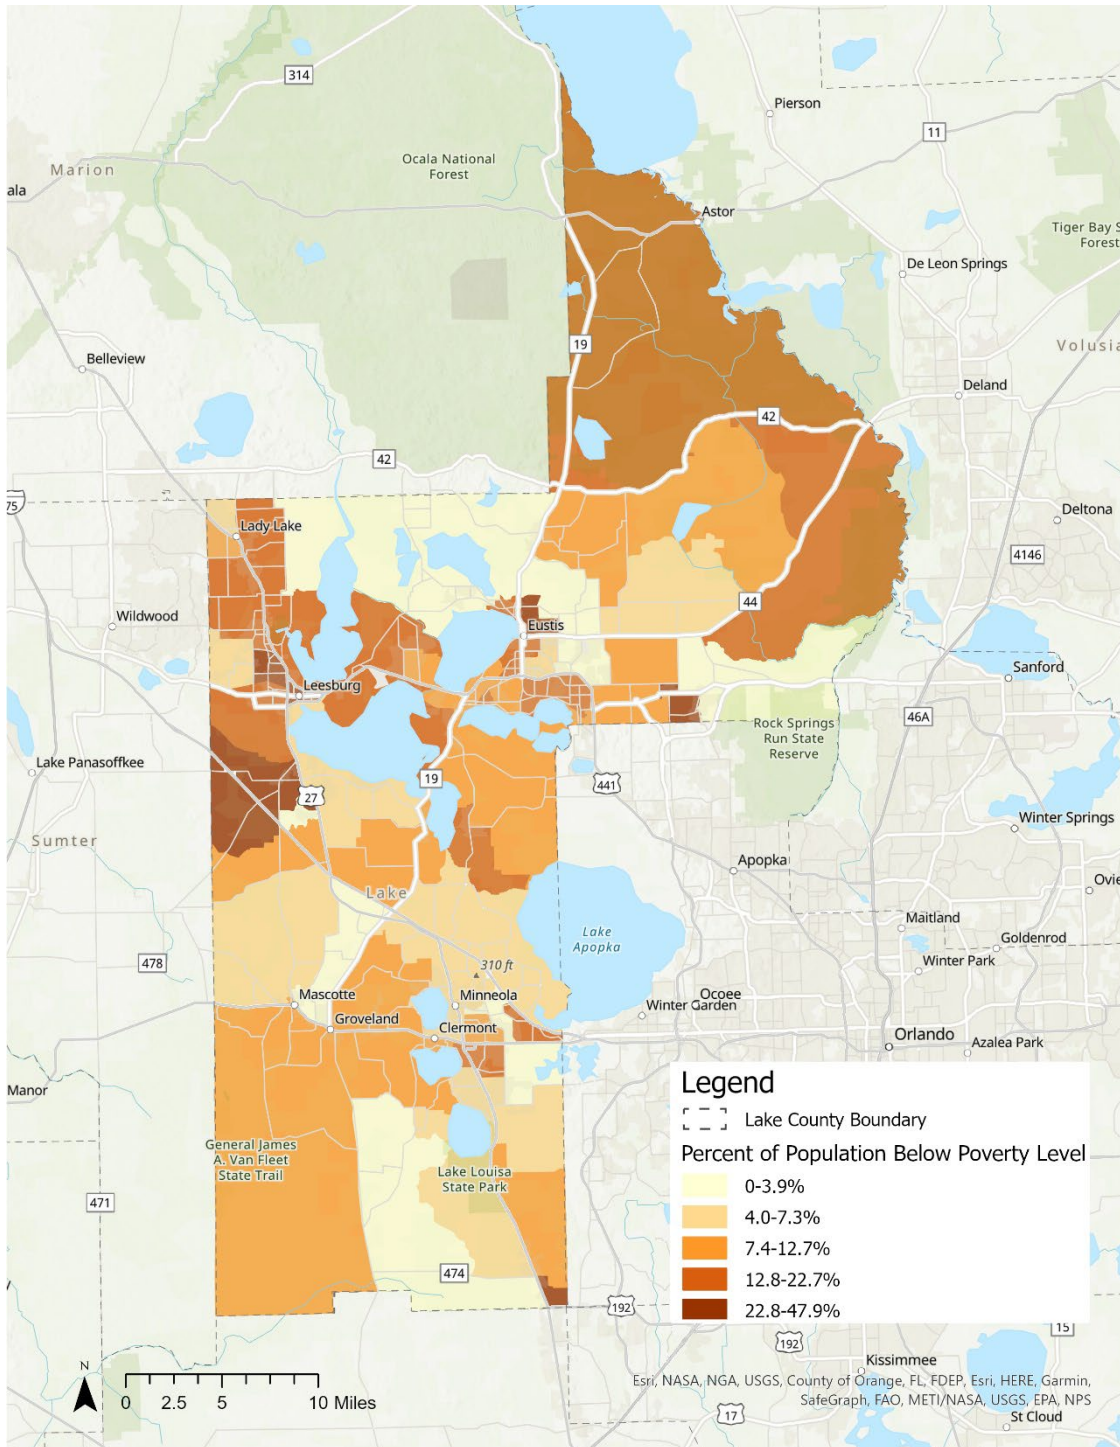 314
Pierson
11
Marion
Ocala National
Forest
ala
Astor
Tiger Bay S
Forest
De Leon Springs
19
Volusia
Belleview
Deland
42
42
75
Lady Lake
Deltona
4146
Wildwood
44
Eustis
Sanford
Leesburg
46A
Rock Springs
Run State
Reserve
Lake Panasoffkee
19
441
27
Winter Springs
Sumter
Apopka
Ovie
Lake
Maitland
Lake
Apopka
Goldenrod
478
310 ft
Winter Park
Mascotte
Minneola
Ocoee
Winter Garden
Groveland
Clermont
Orlando
Azalea Park
Manor
Legend
Lake County Boundary
Percent of Population Below Poverty Level
0-3.9%
4.0-7.3%
7.4-12.7%
12.8-22.7%
22.8-47.9%
General James
A. Van Fleet
State Trail
Lake Louisa
State Park
471
474
192
15
192
N
0 2.5 5 10 Miles
Kissimmee
Esri, NASA, NGA, USGS, County of Orange, FL, FDEP, Esri, HERE, Garmin,
SafeGraph, FAO, METI/NASA, USGS, EPA, NPS
17
St Cloud